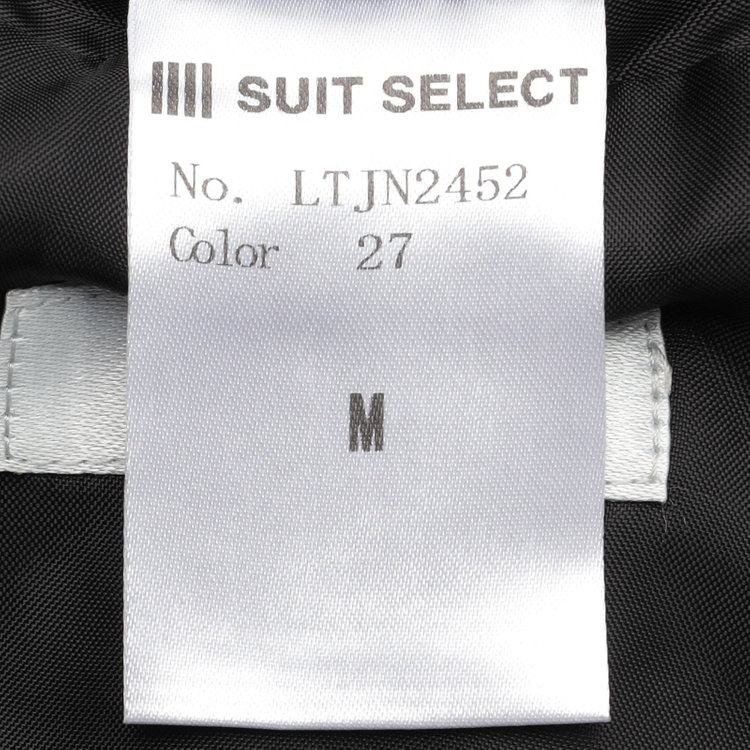 SUIT SELECT
No. LTJN2452
Color 27
M